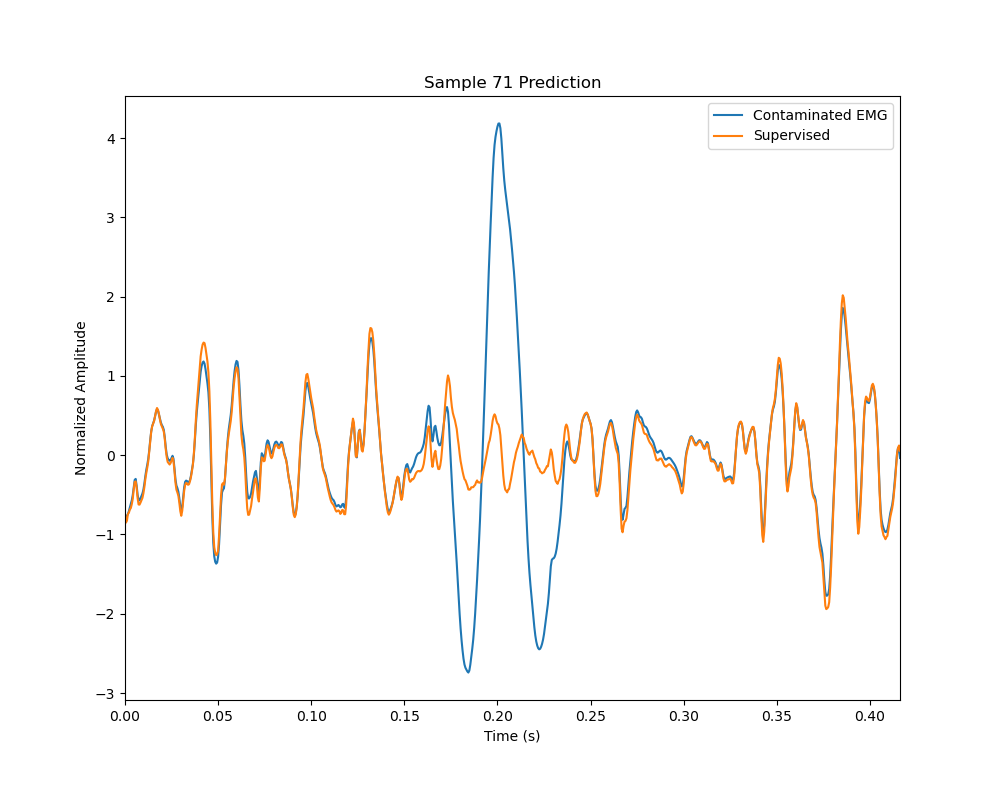 Sample 71 Prediction
Contaminated EMG
Supervised
Normalized Amplitude
4
3
2
1
0
−1
−2
−3
0.00 0.05 0.10 0.15 0.20 0.25 0.30 0.35 0.40
Time (s)